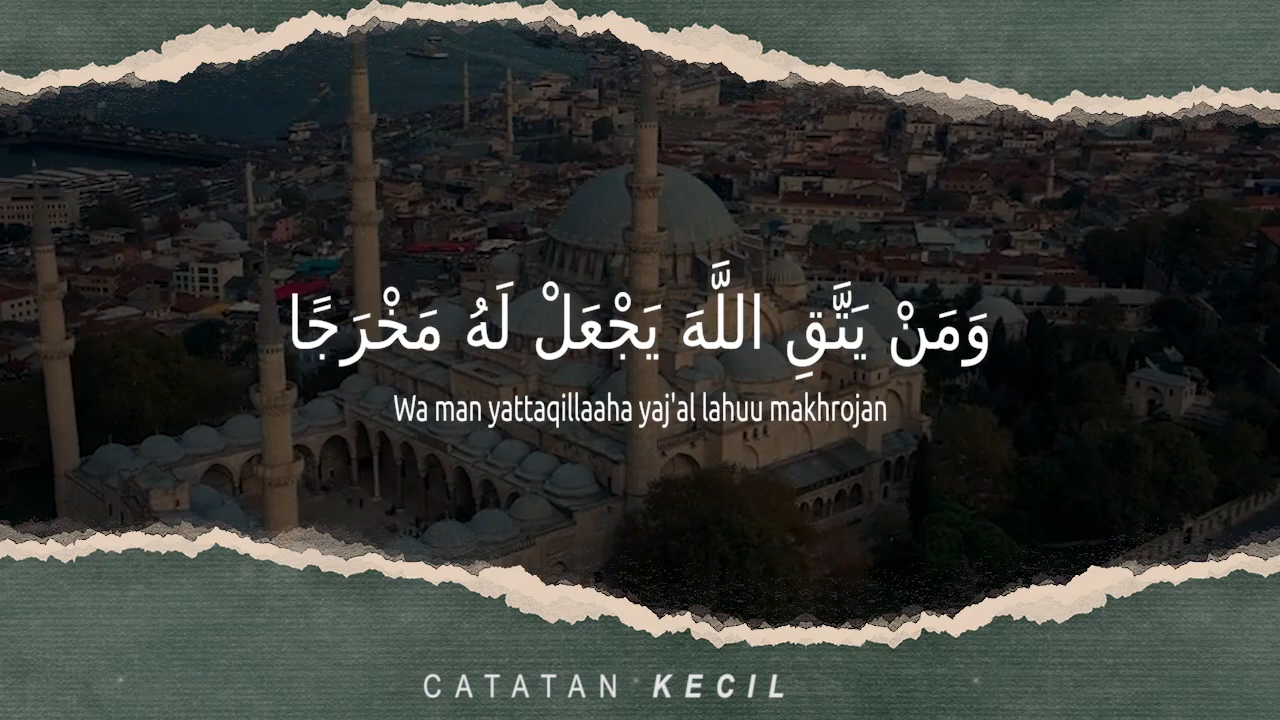 وَمَنْ يَتَّقِ اللَّهَ يَجْعَلْ لَهُ مَخْرَجًا
Wa man yattaqillaaha yaj'al lahuu makhrojan
CATATAN KECIL